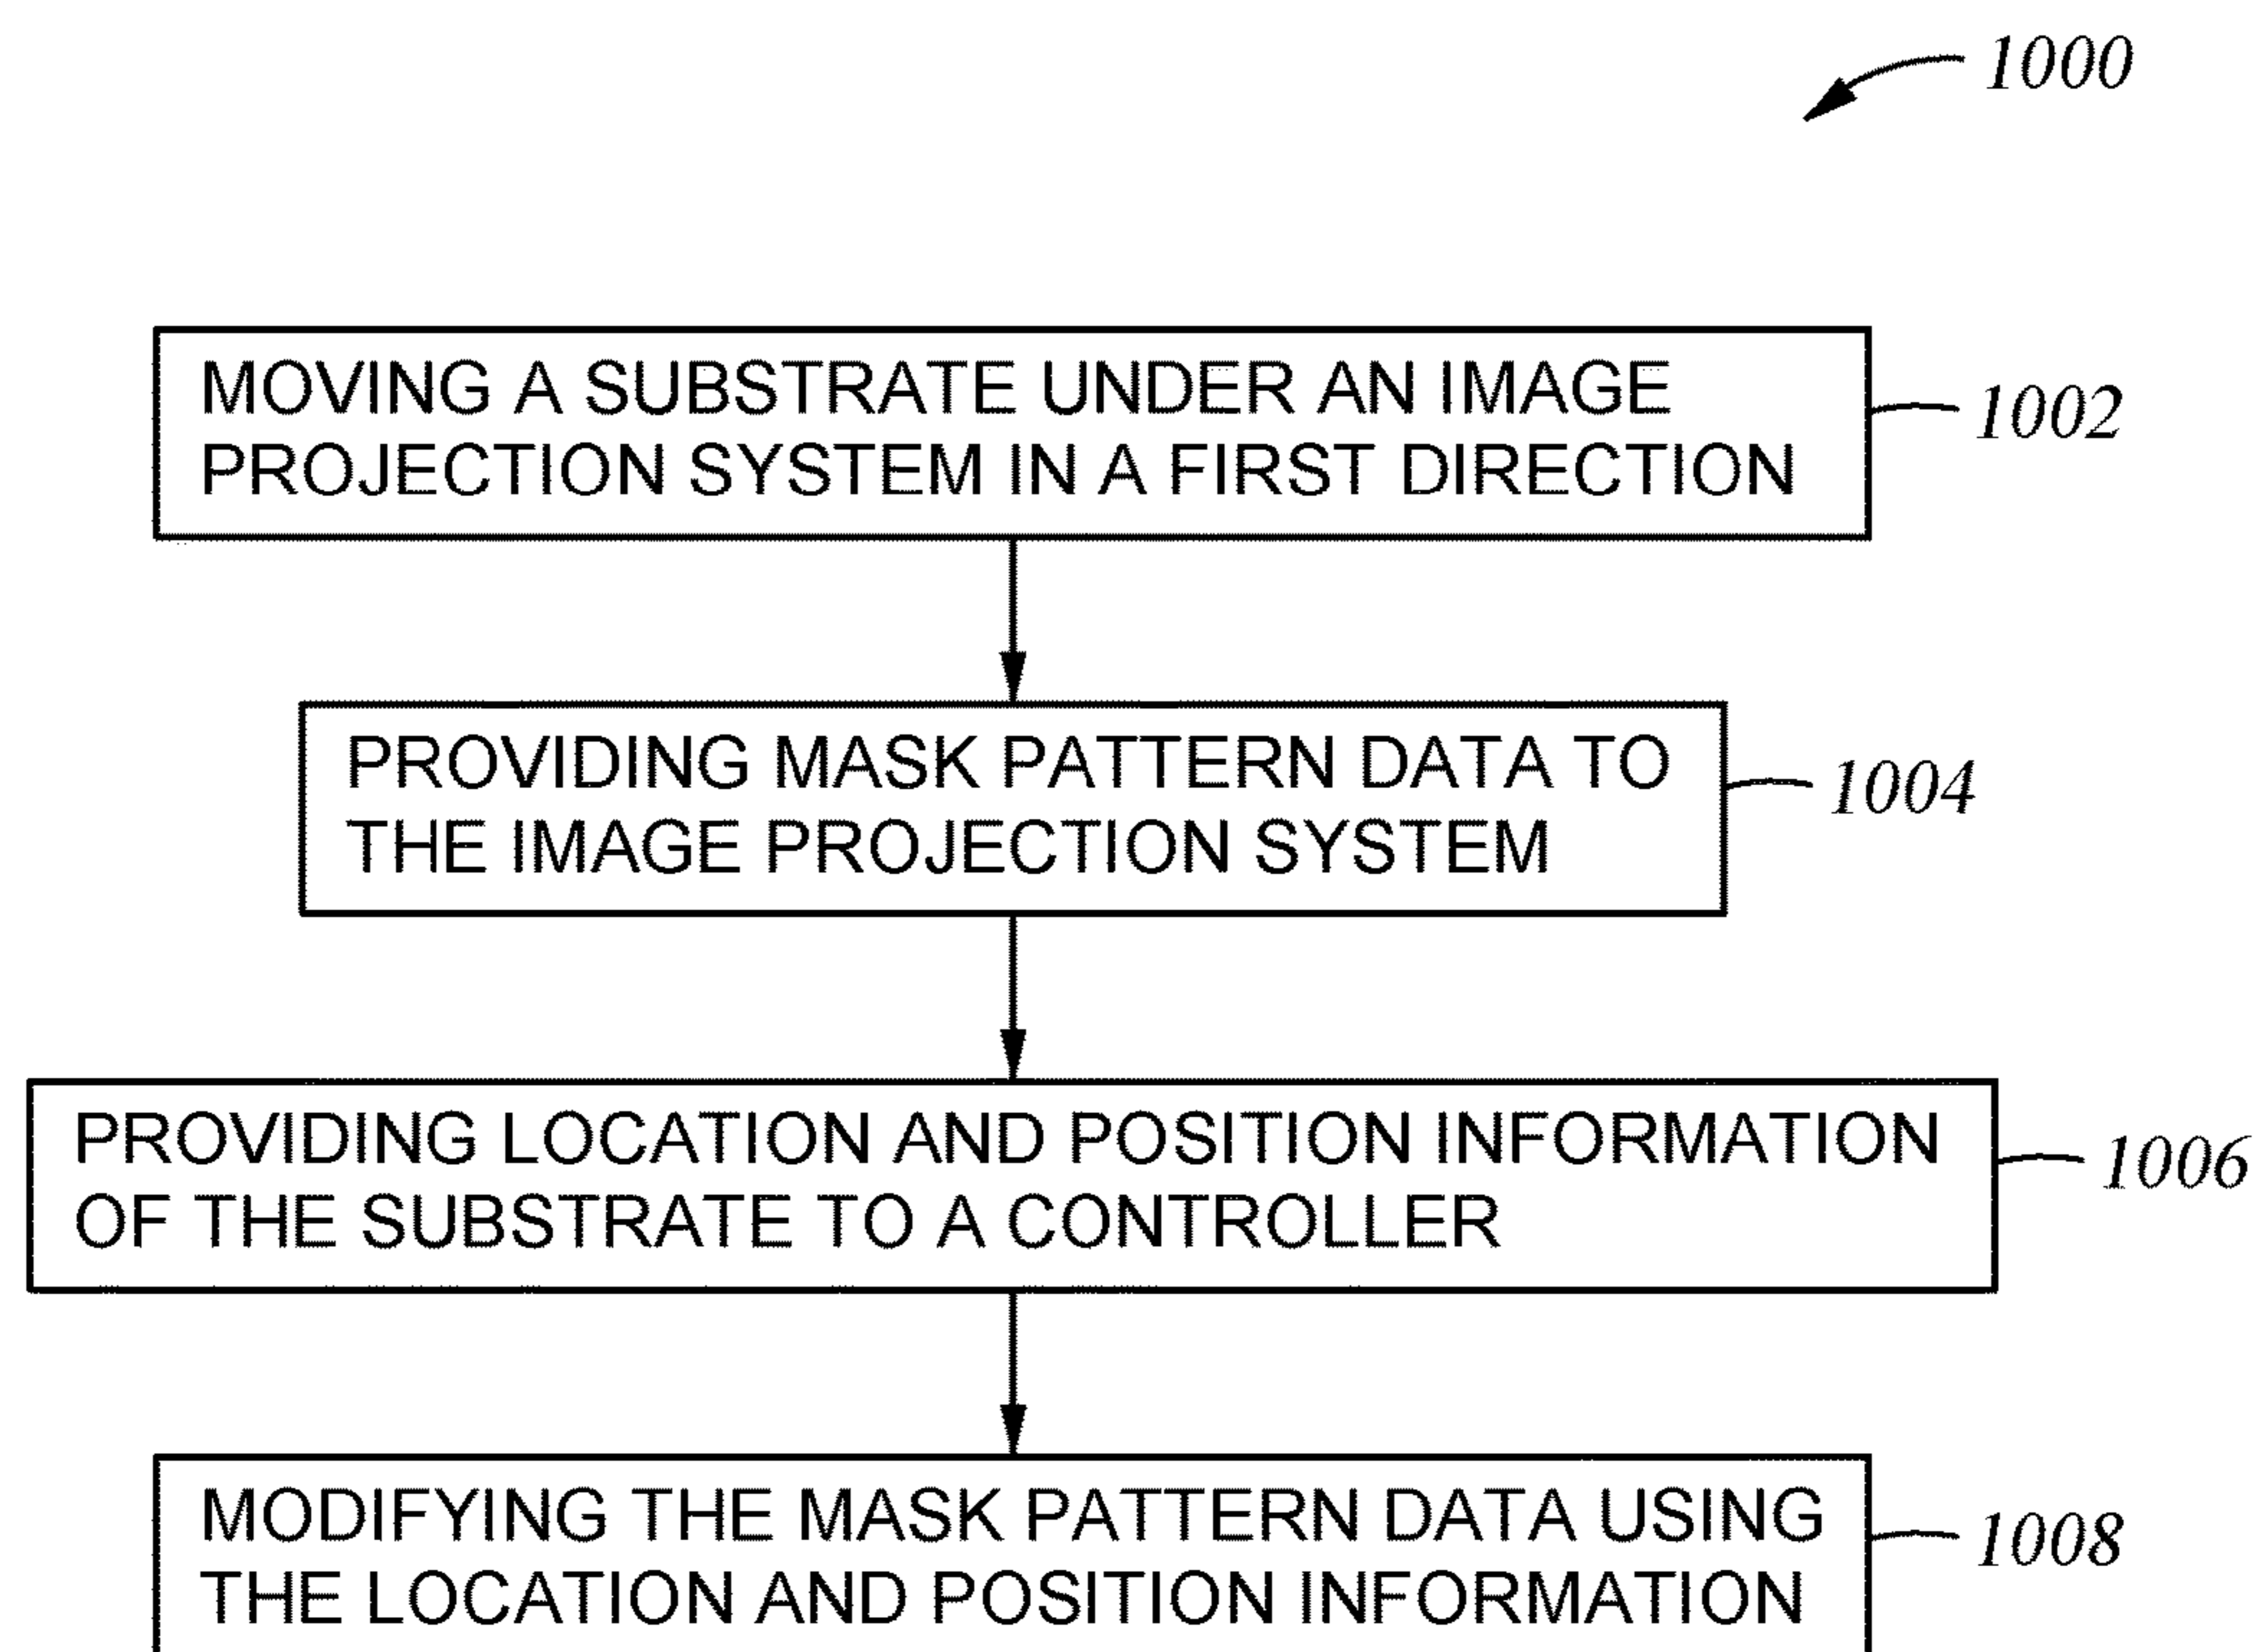 1000
MOVING A SUBSTRATE UNDER AN IMAGE
PROJECTION SYSTEM IN A FIRST DIRECTION
1002
PROVIDING MASK PATTERN DATA TO
THE IMAGE PROJECTION SYSTEM
1004
PROVIDING LOCATION AND POSITION INFORMATION
OF THE SUBSTRATE TO A CONTROLLER
1006
MODIFYING THE MASK PATTERN DATA USING
THE LOCATION AND POSITION INFORMATION
1008